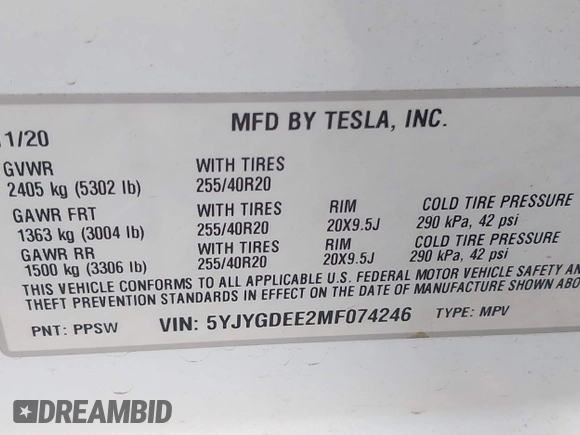 1/20 MFD BY TESLA, INC.
GVWR WITH TIRES
2405 kg (5302 lb) 255/40R20
GAWR FRT WITH TIRES RIM COLD TIRE PRESSURE
1363 kg (3004 lb) 255/40R20 20X9.5J 290 kPa, 42 psi
GAWR RR WITH TIRES RIM COLD TIRE PRESSURE
1500 kg (3306 lb) 255/40R20 20X9.5J 290 kPa, 42 psi
THIS VEHICLE CONFORMS TO ALL APPLICABLE U.S. FEDERAL MOTOR VEHICLE SAFETY AN
THEFT PREVENTION STANDARDS IN EFFECT ON THE DATE OF MANUFACTURE SHOWN ABO
PNT: PPSW VIN: 5YJYGDEE2MF074246 TYPE: MPV
DREAMBID